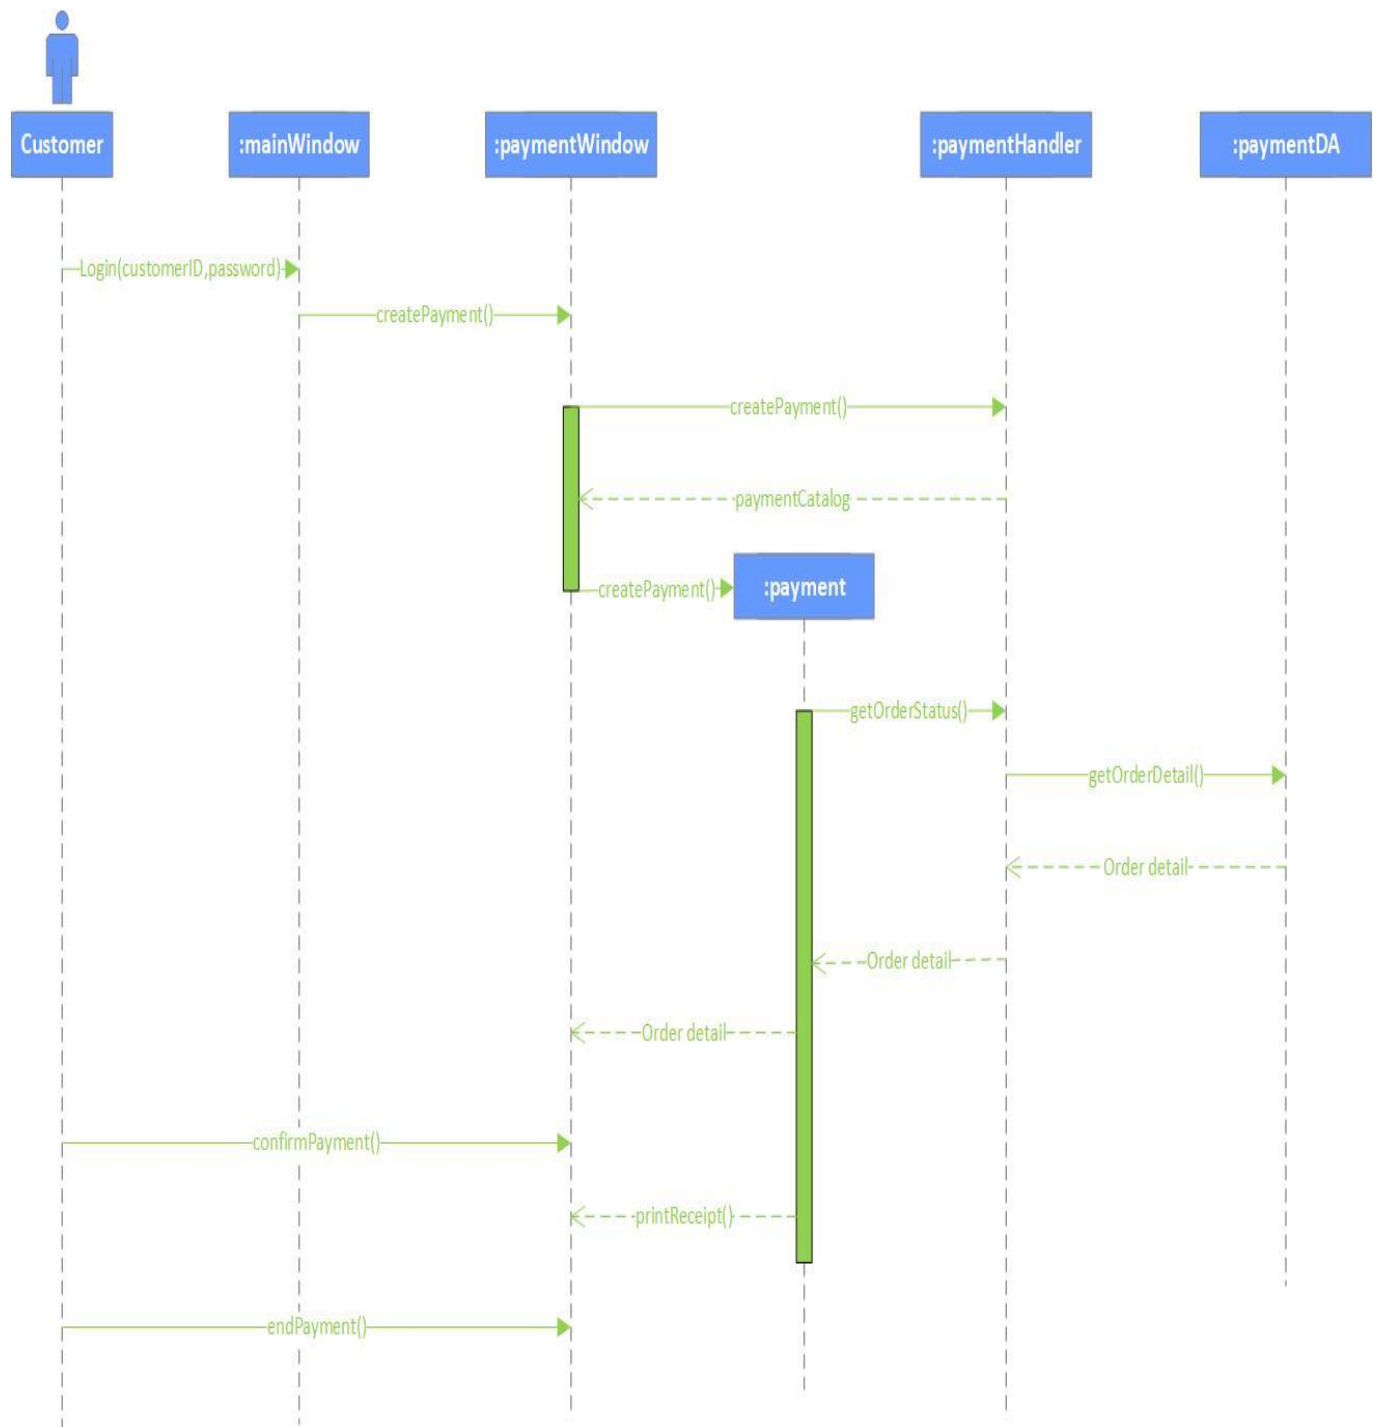 Customer
:mainWindow
:paymentWindow
:paymentHandler
:paymentDA
Login(customerID,password)
createPayment()
createPayment()
paymentCatalog
createPayment()
:payment
getOrderStatus()
getOrderDetail()
Order detail
Order detail
Order detail
confirmPayment()
printReceipt()
endPayment()